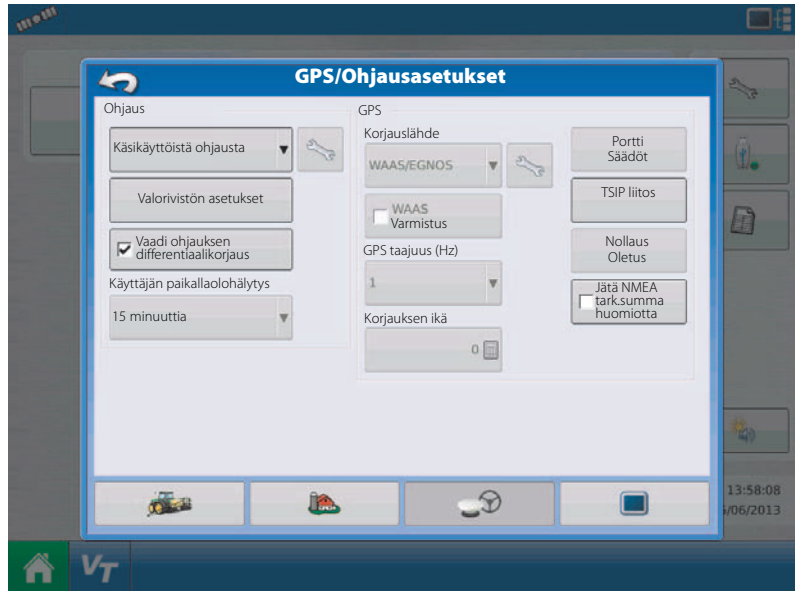 GPS/Ohjausasetukset
Ohjaus
Käsikäyttöistä ohjausta
Valorivistön asetukset
Vaadi ohjauksen
differentiaalikorjaus
Käyttäjän paikallaolohälytys
15 minuuttia
GPS
Korjauslähde
WAAS/EGNOS
WAAS
Varmistus
GPS taajuus (Hz)
1
Korjauksen ikä
0
Portti
Säädöt
TSIP liitos
Nollaus
Oletus
Jätä NMEA
tark.summa
huomiotta
13:58:08
/06/2013
VT